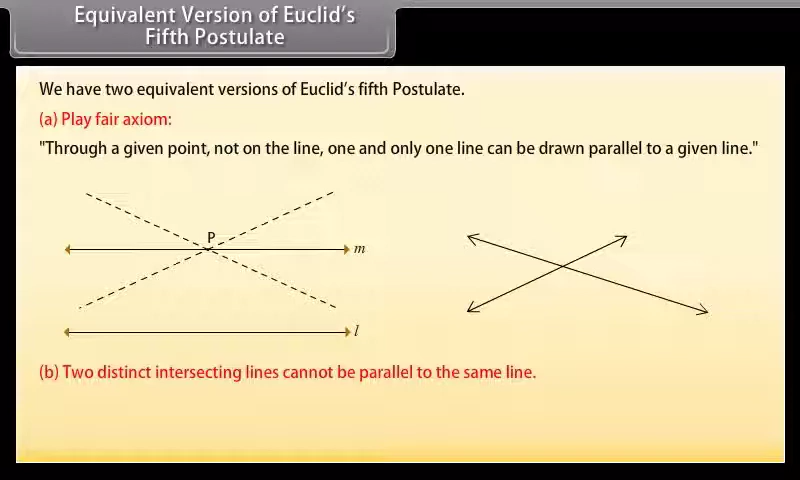 Equivalent Version of Euclid's
Fifth Postulate
We have two equivalent versions of Euclid's fifth Postulate.
(a) Play fair axiom:
"Through a given point, not on the line, one and only one line can be drawn parallel to a given line."
P
m
l
(b) Two distinct intersecting lines cannot be parallel to the same line.